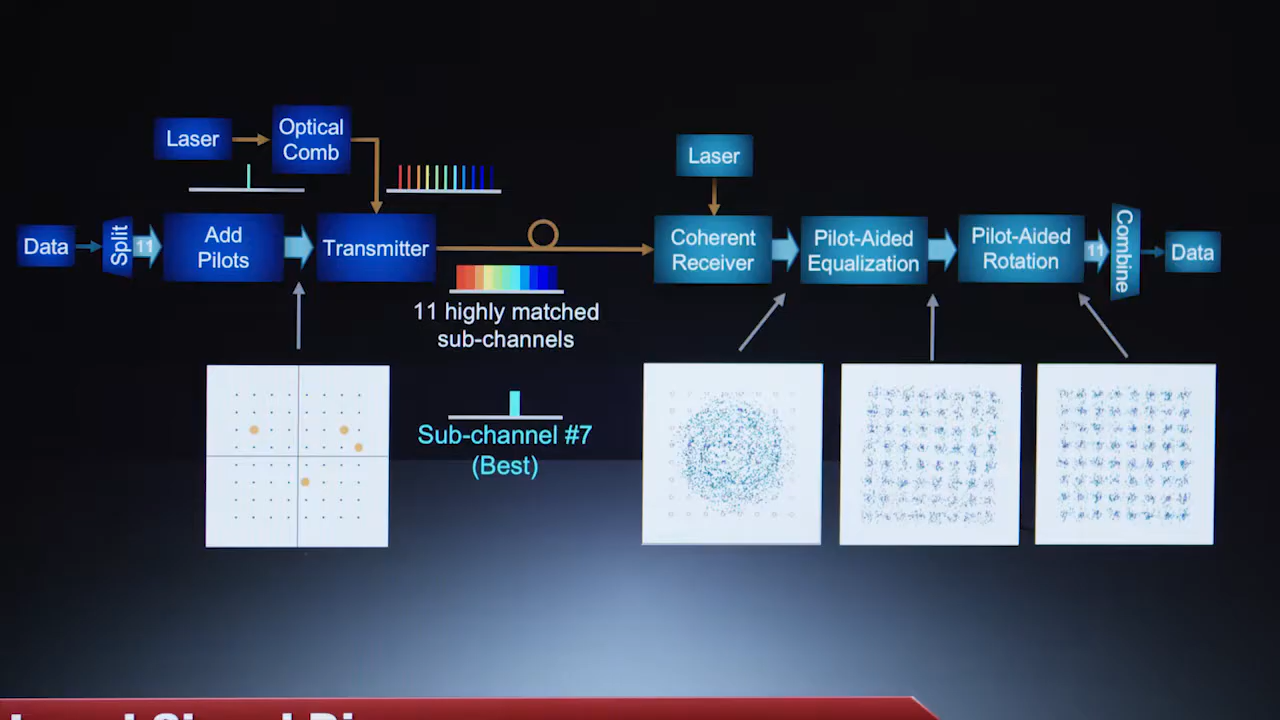 Laser
Optical
Comb
Data
Split
11
Add
Pilots
Transmitter
11 highly matched
sub-channels
Sub-channel #7
(Best)
Laser
Coherent
Receiver
Pilot-Aided
Equalization
Pilot-Aided
Rotation
11
Combine
Data